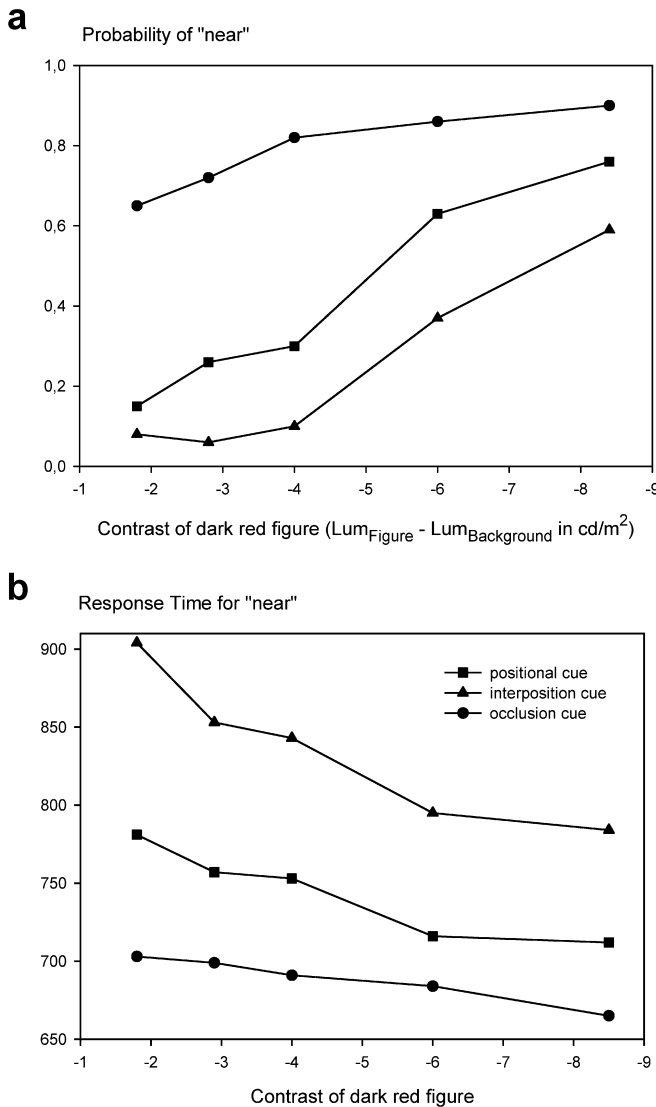 a
Probability of "near"
1,0
0,8
0,6
0,4
0,2
0,0
-1 -2 -3 -4 -5 -6 -7 -8 -9
Contrast of dark red figure (LumFigure - LumBackground in cd/m2)
b
Response Time for "near"
900
850
800
750
700
650
positional cue
interposition cue
occlusion cue
-1 -2 -3 -4 -5 -6 -7 -8 -9
Contrast of dark red figure